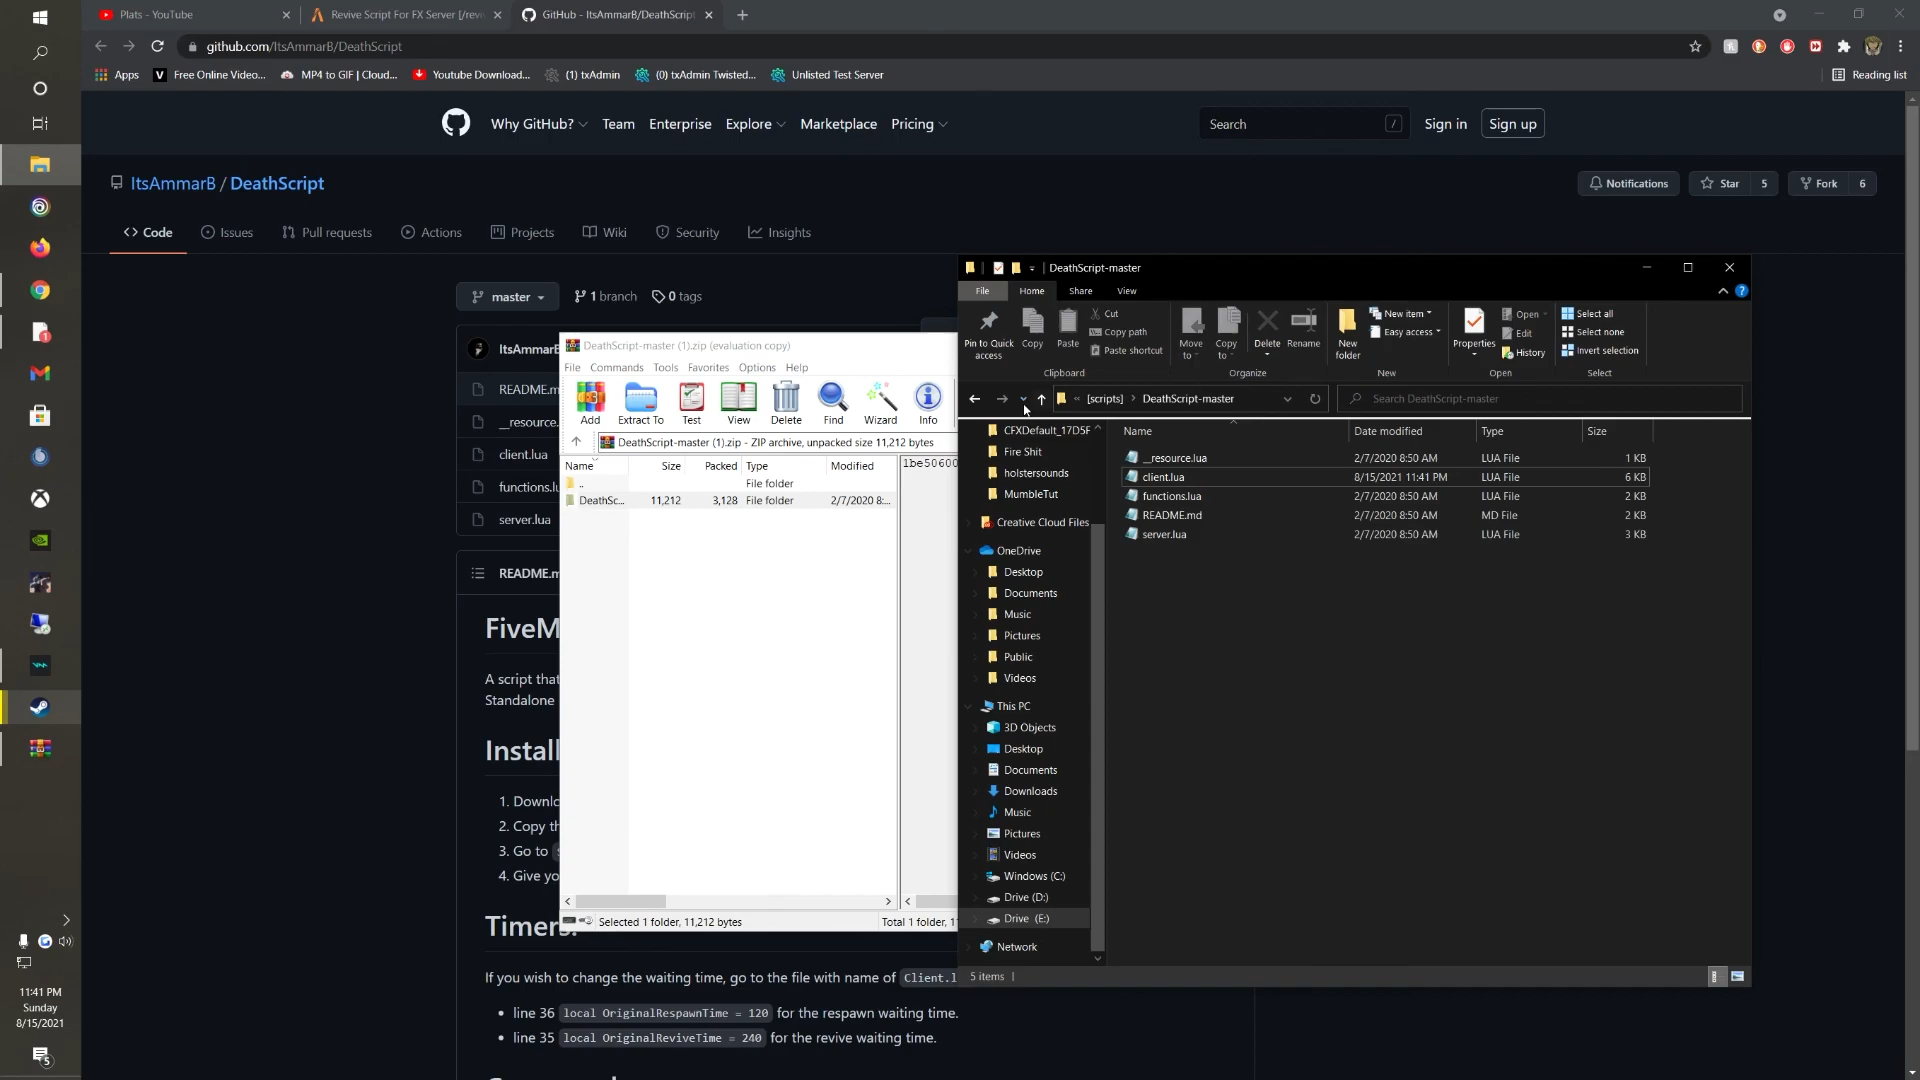 Plats - YouTube
Revive Script For FX Server [/revi
GitHub - ItsAmmarB/DeathScript
github.com/ItsAmmarB/DeathScript
Apps
Free Online Video...
MP4 to GIF | Cloud...
Youtube Download...
(1) txAdmin
(0) txAdmin Twisted...
Unlisted Test Server
Reading list
Why GitHub?
Team
Enterprise
Explore
Marketplace
Pricing
Search
/
Sign in
Sign up
ItsAmmarB / DeathScript
Notifications
Star 5
Fork 6
<> Code
Issues
Pull requests
Actions
Projects
Wiki
Security
Insights
master
1 branch
0 tags
ItsAmmarB
README.m
__resource.
client.lua
functions.lu
server.lua
README.m
FiveM
A script that
Standalone
Install
1. Downlo
2. Copy th
3. Go to s
4. Give yo
Timers:
If you wish to change the waiting time, go to the file with name of Client.l
• line 36 local OriginalRespawnTime = 120 for the respawn waiting time.
• line 35 local OriginalReviveTime = 240 for the revive waiting time.
DeathScript-master (1).zip (evaluation copy)
File Commands Tools Favorites Options Help
Add Extract To Test View Delete Find Wizard Info
DeathScript-master (1).zip - ZIP archive, unpacked size 11,212 bytes
Name Size Packed Type Modified
.. File folder
DeathSc... 11,212 3,128 File folder 2/7/2020 8:...
1be50600
Selected 1 folder, 11,212 bytes
Total 1 folder, 11
DeathScript-master
File Home Share View
Pin to Quick access
Copy
Paste
Cut
Copy path
Paste shortcut
Clipboard
Move to
Copy to
Delete
Rename
Organize
New folder
New item
Easy access
New
Properties
Open
Edit
History
Open
Select all
Select none
Invert selection
Select
« [scripts] > DeathScript-master
Search DeathScript-master
CFXDefault_17D5F
Fire Shit
holstersounds
MumbleTut
Creative Cloud Files
OneDrive
Desktop
Documents
Music
Pictures
Public
Videos
This PC
3D Objects
Desktop
Documents
Downloads
Music
Pictures
Videos
Windows (C:)
Drive (D:)
Drive (E:)
Network
Name Date modified Type Size
__resource.lua 2/7/2020 8:50 AM LUA File 1 KB
client.lua 8/15/2021 11:41 PM LUA File 6 KB
functions.lua 2/7/2020 8:50 AM LUA File 2 KB
README.md 2/7/2020 8:50 AM MD File 2 KB
server.lua 2/7/2020 8:50 AM LUA File 3 KB
5 items
11:41 PM
Sunday
8/15/2021
5